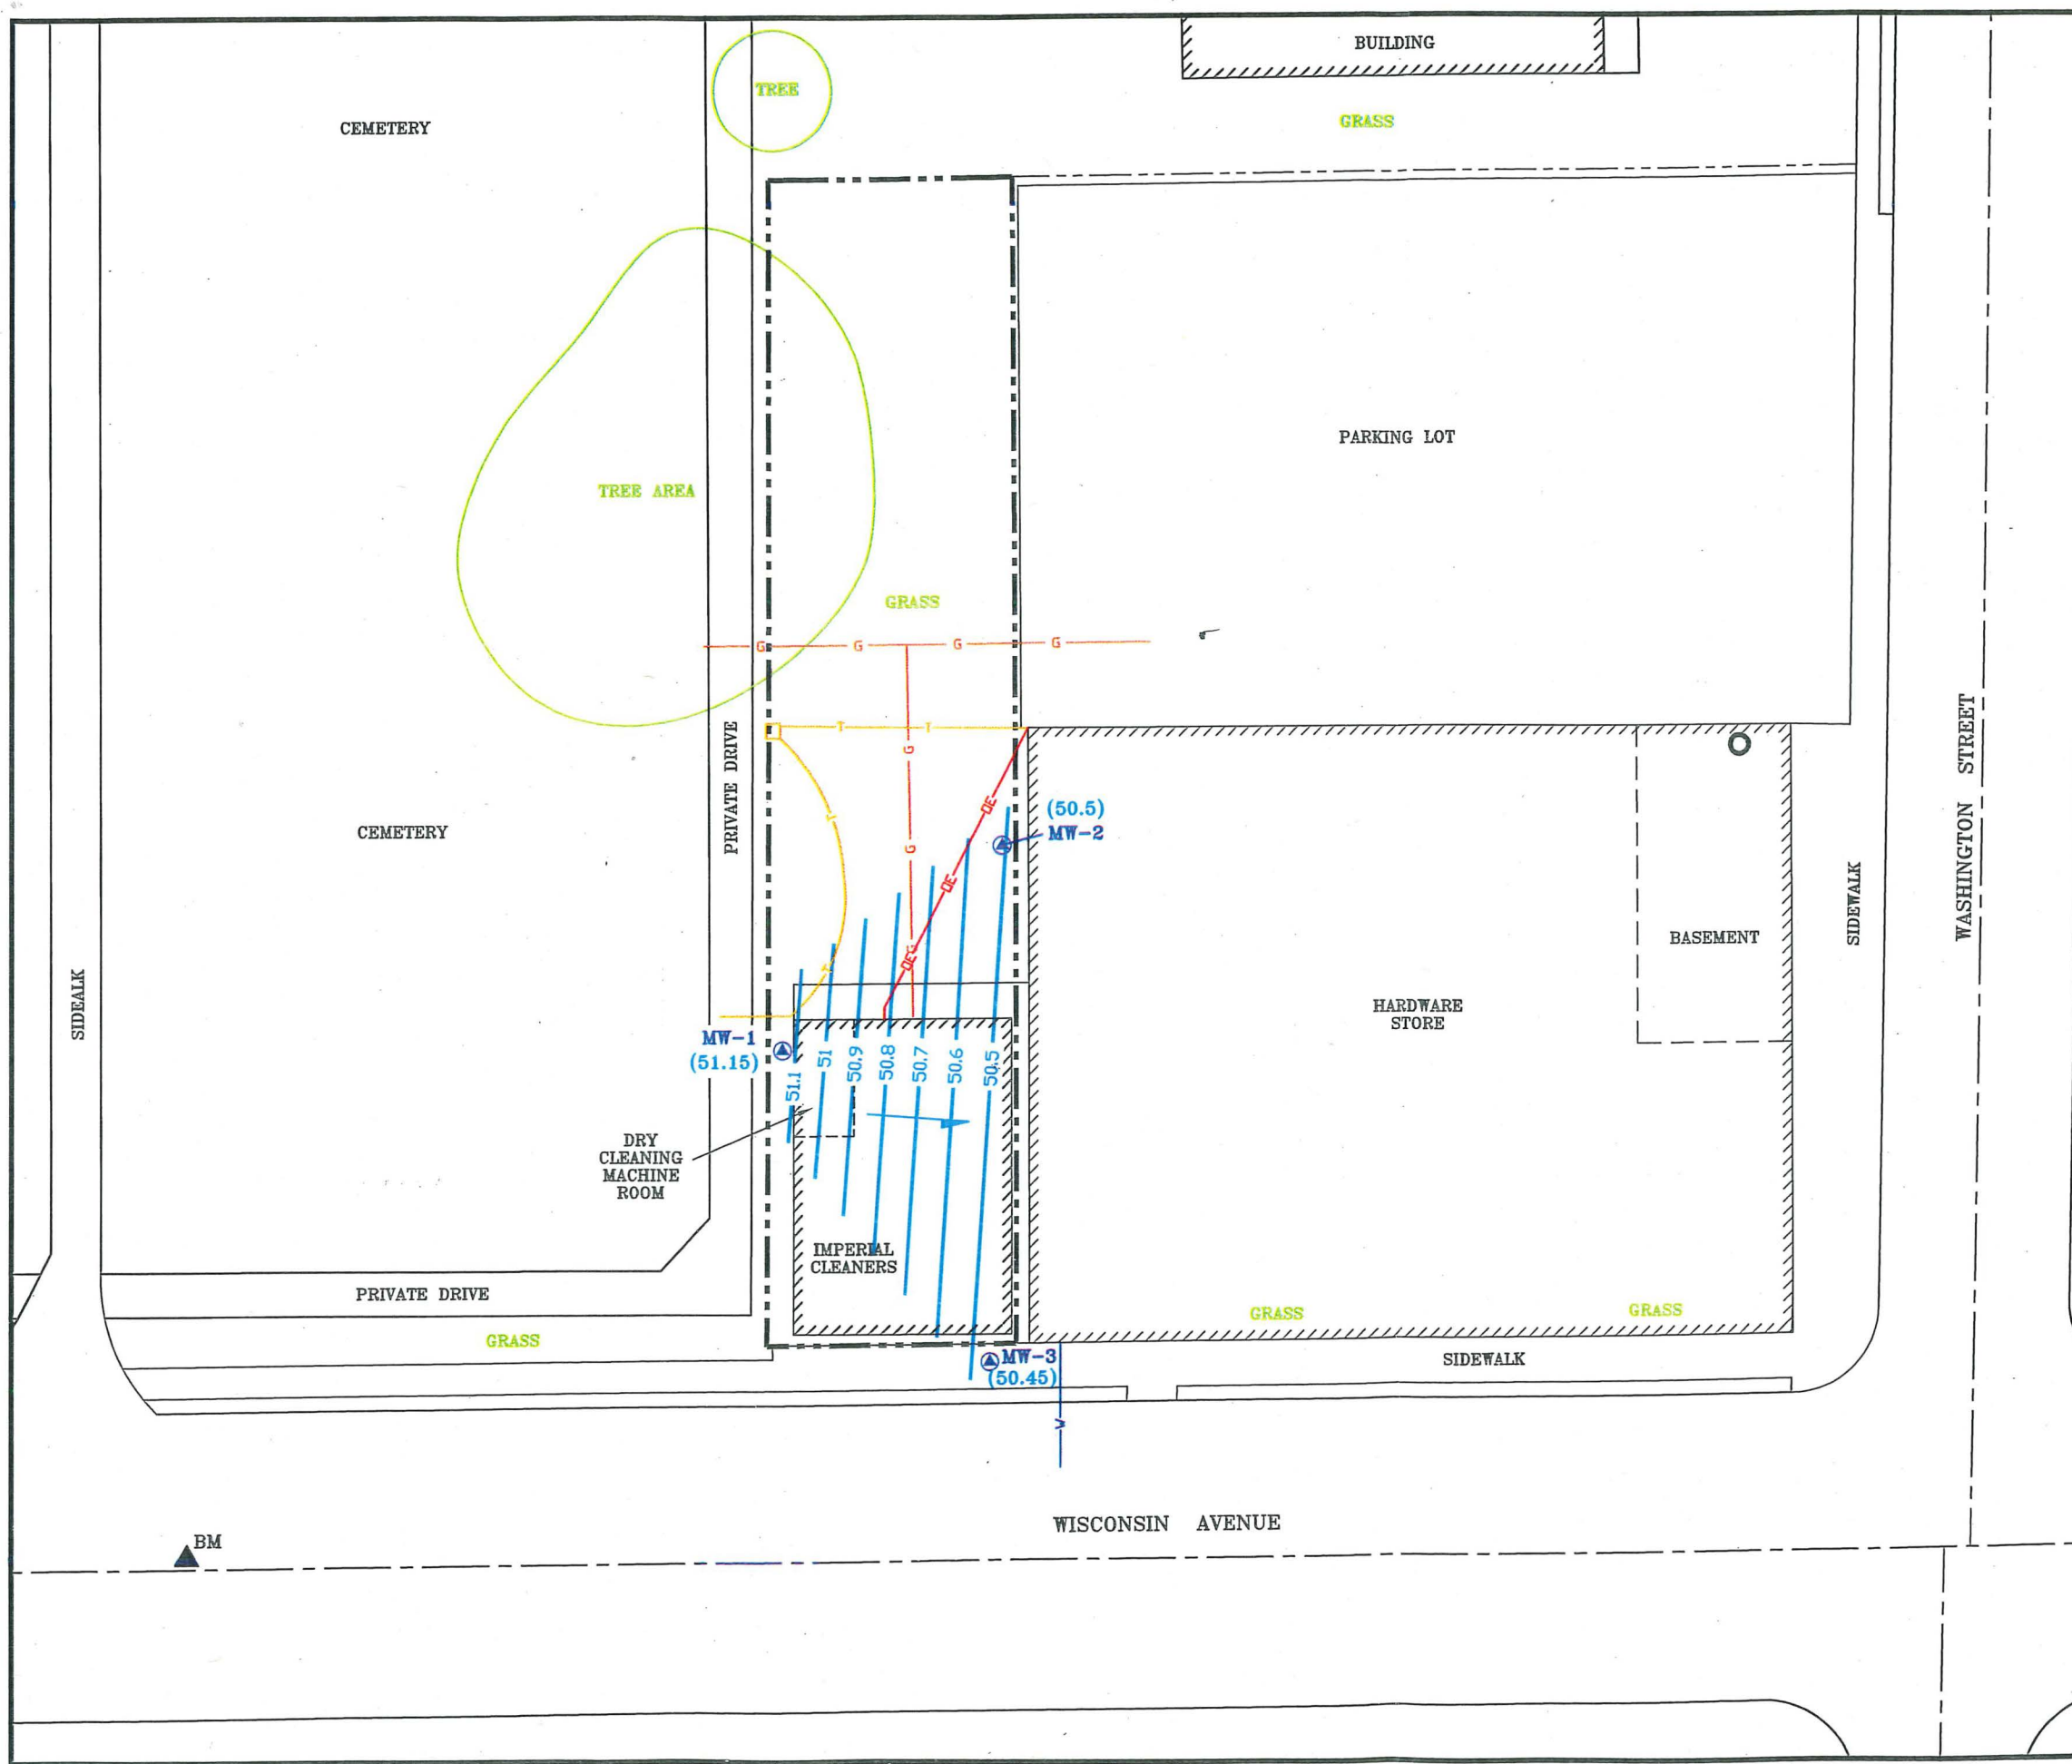 BUILDING
TREE
GRASS
CEMETERY
PARKING LOT
TREE AREA
GRASS
G G G G
T T
G
PRIVATE DRIVE
WASHINGTON STREET
OE
(50.5)
MW-2
T
CEMETERY
G
OE
SIDEWALK
BASEMENT
G
OE
T
SIDEALK
HARDWARE
STORE
MW-1
(51.15)
51.1
51
50.9
50.8
50.7
50.6
50.5
DRY
CLEANING
MACHINE
ROOM
IMPERIAL
CLEANERS
PRIVATE DRIVE
GRASS
GRASS
GRASS
MW-3
(50.45)
SIDEWALK
W
WISCONSIN AVENUE
BM